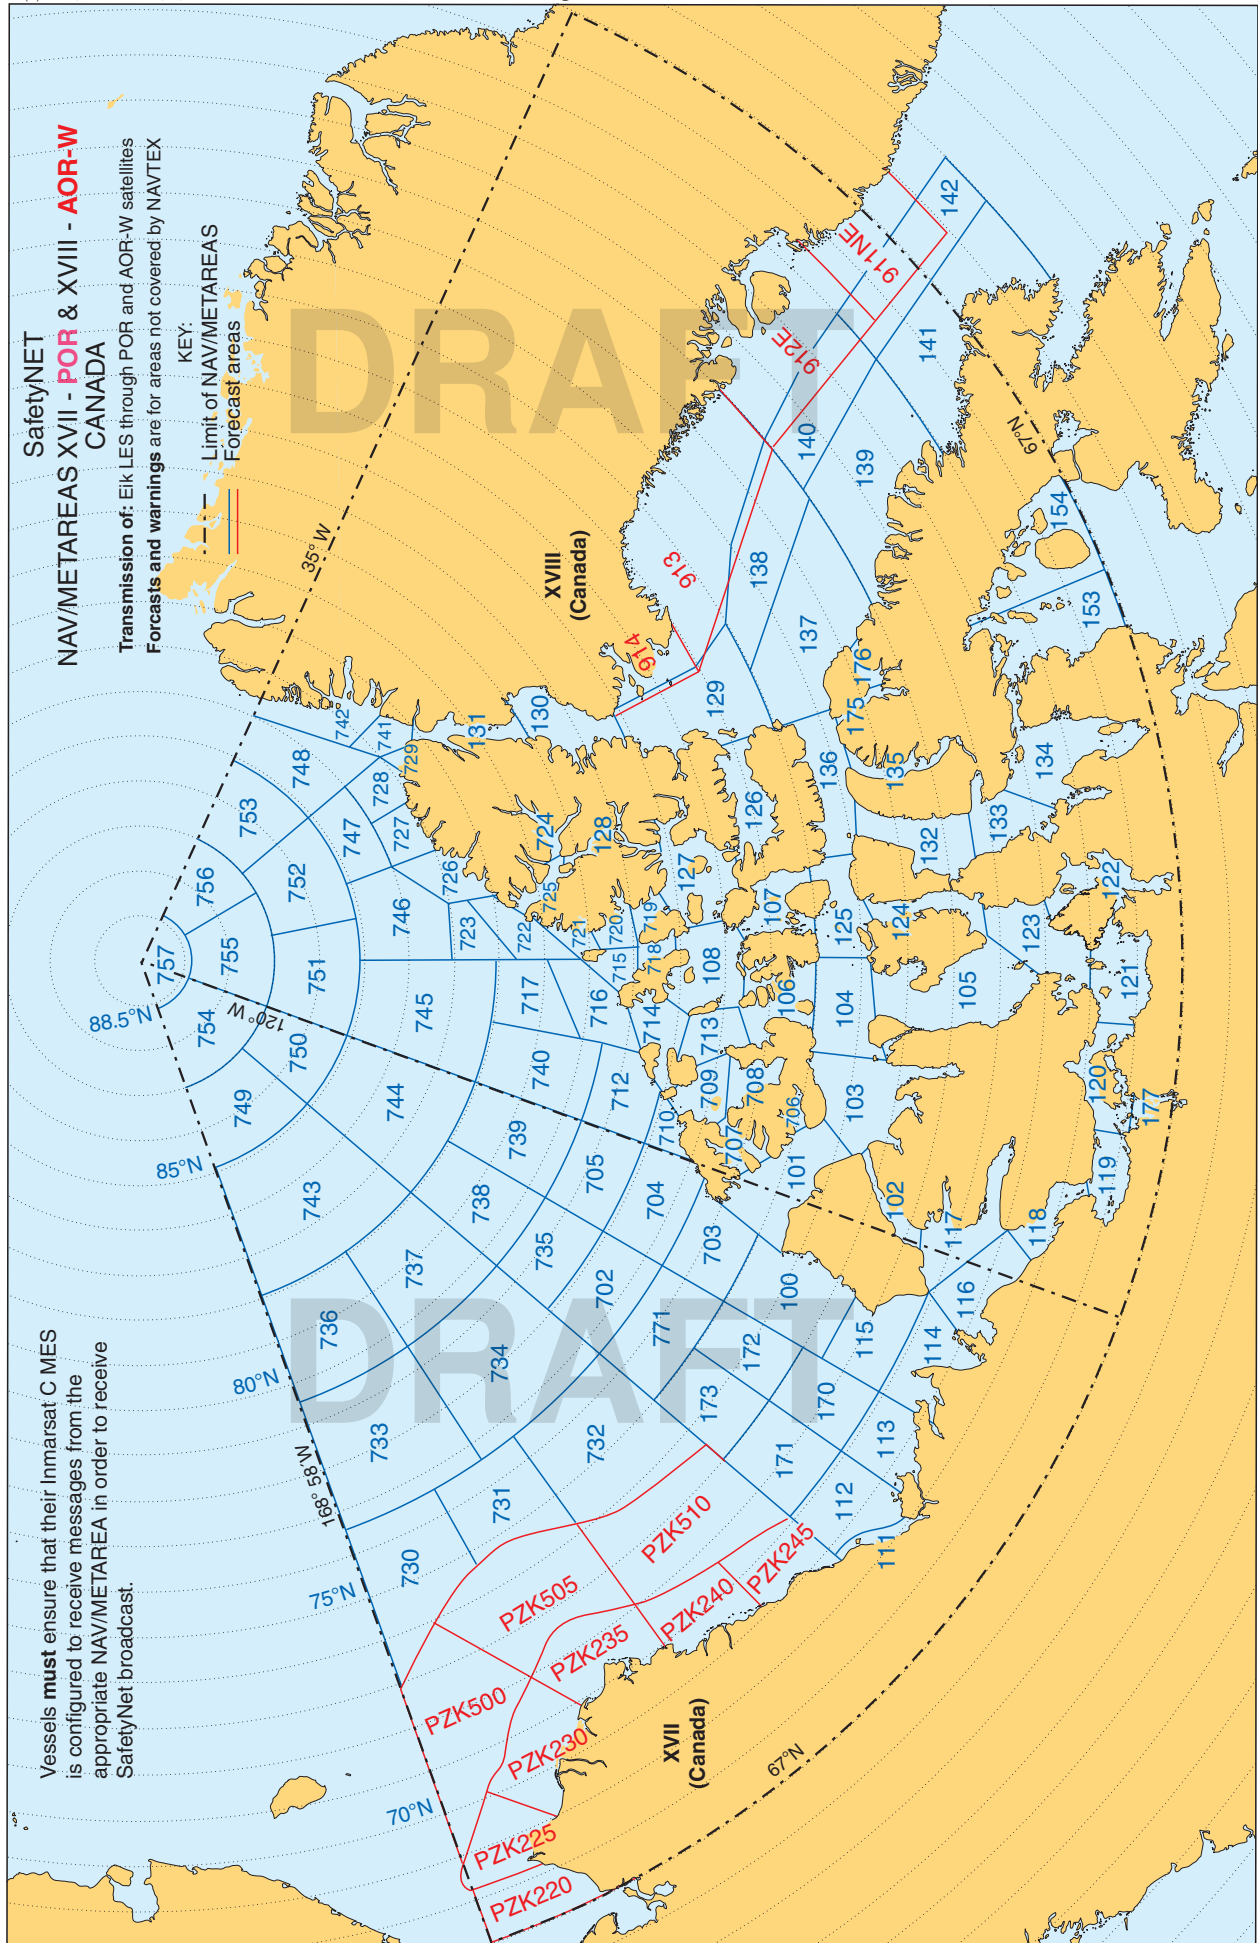 SafetyNET
NAV/METAREAS XVII - POR & XVIII - AOR-W
CANADA
Transmission of: Eik LES through POR and AOR-W satellites
Forecasts and warnings are for areas not covered by NAVTEX
KEY:
Limit of NAV/METAREAS
Forecast areas
Vessels must ensure that their Inmarsat C MES
is configured to receive messages from the
appropriate NAV/METAREA in order to receive
SafetyNet broadcast.
DRAFT
DRAFT
35° W
XVIII
(Canada)
XVII
(Canada)
67°N
67°N
120° W
168° 58'W
88.5°N
85°N
80°N
75°N
70°N
142
911NE
141
912E
140
139
913
138
914
137
154
153
176
175
129
130
131
742
741
729
748
728
727
747
753
752
756
757
755
754
751
750
749
746
726
723
722
721
725
724
128
720
719
718
715
127
126
136
135
134
133
132
107
108
125
124
123
122
121
106
104
105
745
717
716
714
713
740
712
709
708
706
710
707
103
101
102
120
177
119
118
117
116
744
739
705
704
703
738
735
702
771
100
743
737
736
734
172
115
114
733
732
173
170
113
171
112
111
731
730
PZK510
PZK245
PZK240
PZK505
PZK235
PZK500
PZK230
PZK225
PZK220